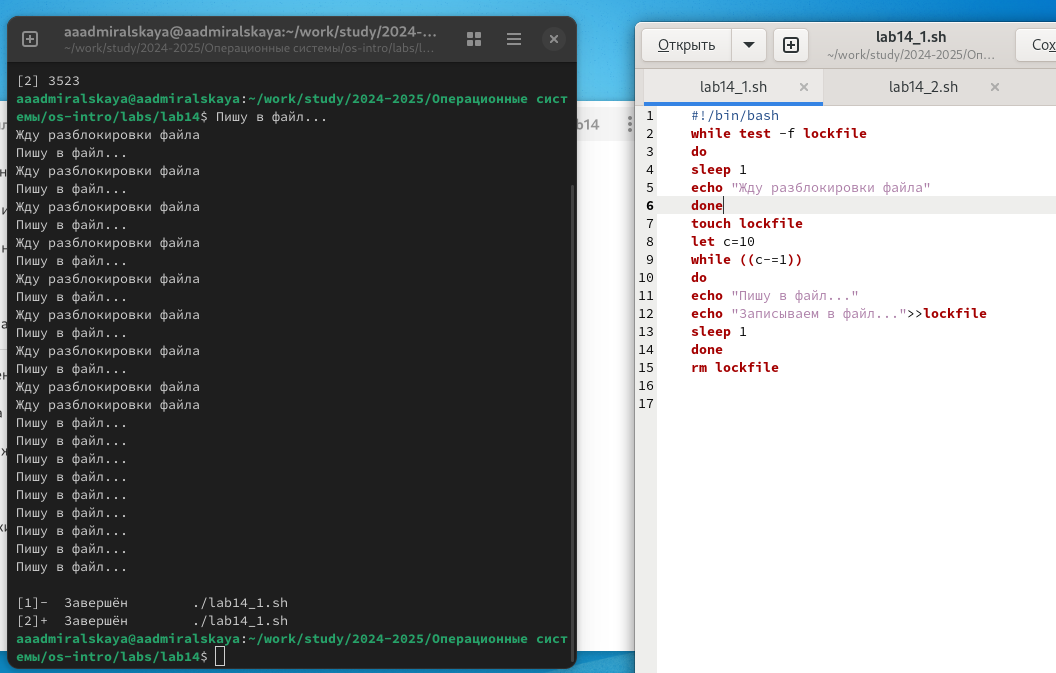 aaadmiralskaya@aadmiralskaya:~/work/study/2024-...
~/work/study/2024-2025/Операционные системы/os-intro/labs/l...
[2] 3523
aaadmiralskaya@aadmiralskaya:~/work/study/2024-2025/Операционные сист
емы/os-intro/labs/lab14$ Пишу в файл...
Жду разблокировки файла
Пишу в файл...
Жду разблокировки файла
Пишу в файл...
Жду разблокировки файла
Пишу в файл...
Жду разблокировки файла
Пишу в файл...
Жду разблокировки файла
Пишу в файл...
Жду разблокировки файла
Пишу в файл...
Жду разблокировки файла
Пишу в файл...
Жду разблокировки файла
Жду разблокировки файла
Пишу в файл...
Пишу в файл...
Пишу в файл...
Пишу в файл...
Пишу в файл...
Пишу в файл...
Пишу в файл...
Пишу в файл...
Пишу в файл...
[1]-  Завершён        ./lab14_1.sh
[2]+  Завершён        ./lab14_1.sh
aaadmiralskaya@aadmiralskaya:~/work/study/2024-2025/Операционные сист
емы/os-intro/labs/lab14$
Открыть
lab14_1.sh
~/work/study/2024-2025/Оп...
Сох
lab14_1.sh
lab14_2.sh
1 #!/bin/bash
2 while test -f lockfile
3 do
4 sleep 1
5 echo "Жду разблокировки файла"
6 done
7 touch lockfile
8 let c=10
9 while ((c-=1))
10 do
11 echo "Пишу в файл..."
12 echo "Записываем в файл...">>lockfile
13 sleep 1
14 done
15 rm lockfile
16
17